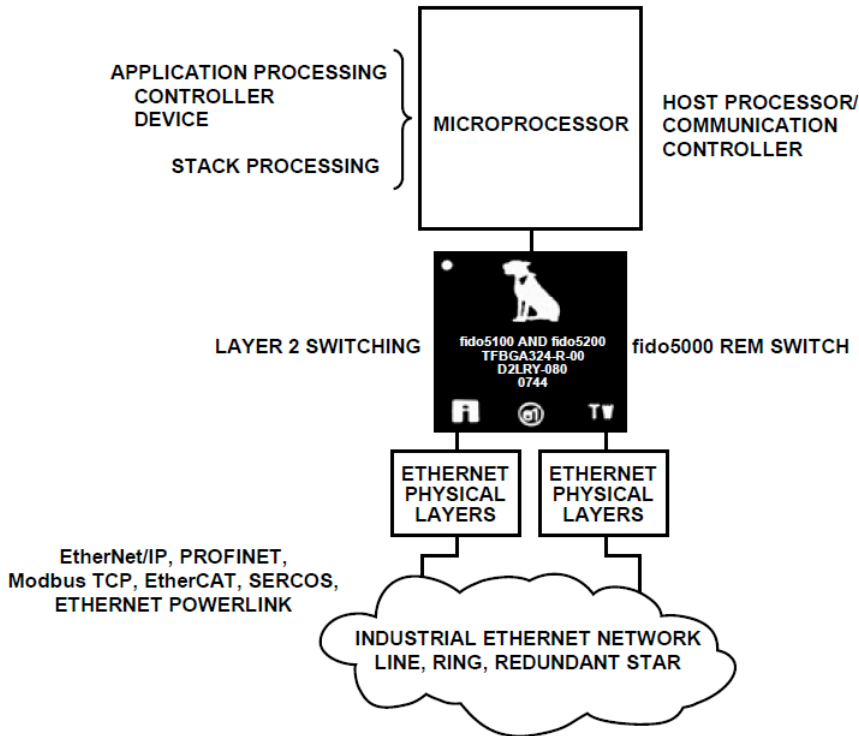 APPLICATION PROCESSING
CONTROLLER
DEVICE
STACK PROCESSING
MICROPROCESSOR
HOST PROCESSOR/
COMMUNICATION
CONTROLLER
LAYER 2 SWITCHING
fido5100 AND fido5200
TFBGA324-R-00
D2LRY-080
0744
fido5000 REM SWITCH
ETHERNET
PHYSICAL
LAYERS
ETHERNET
PHYSICAL
LAYERS
EtherNet/IP, PROFINET,
Modbus TCP, EtherCAT, SERCOS,
ETHERNET POWERLINK
INDUSTRIAL ETHERNET NETWORK
LINE, RING, REDUNDANT STAR